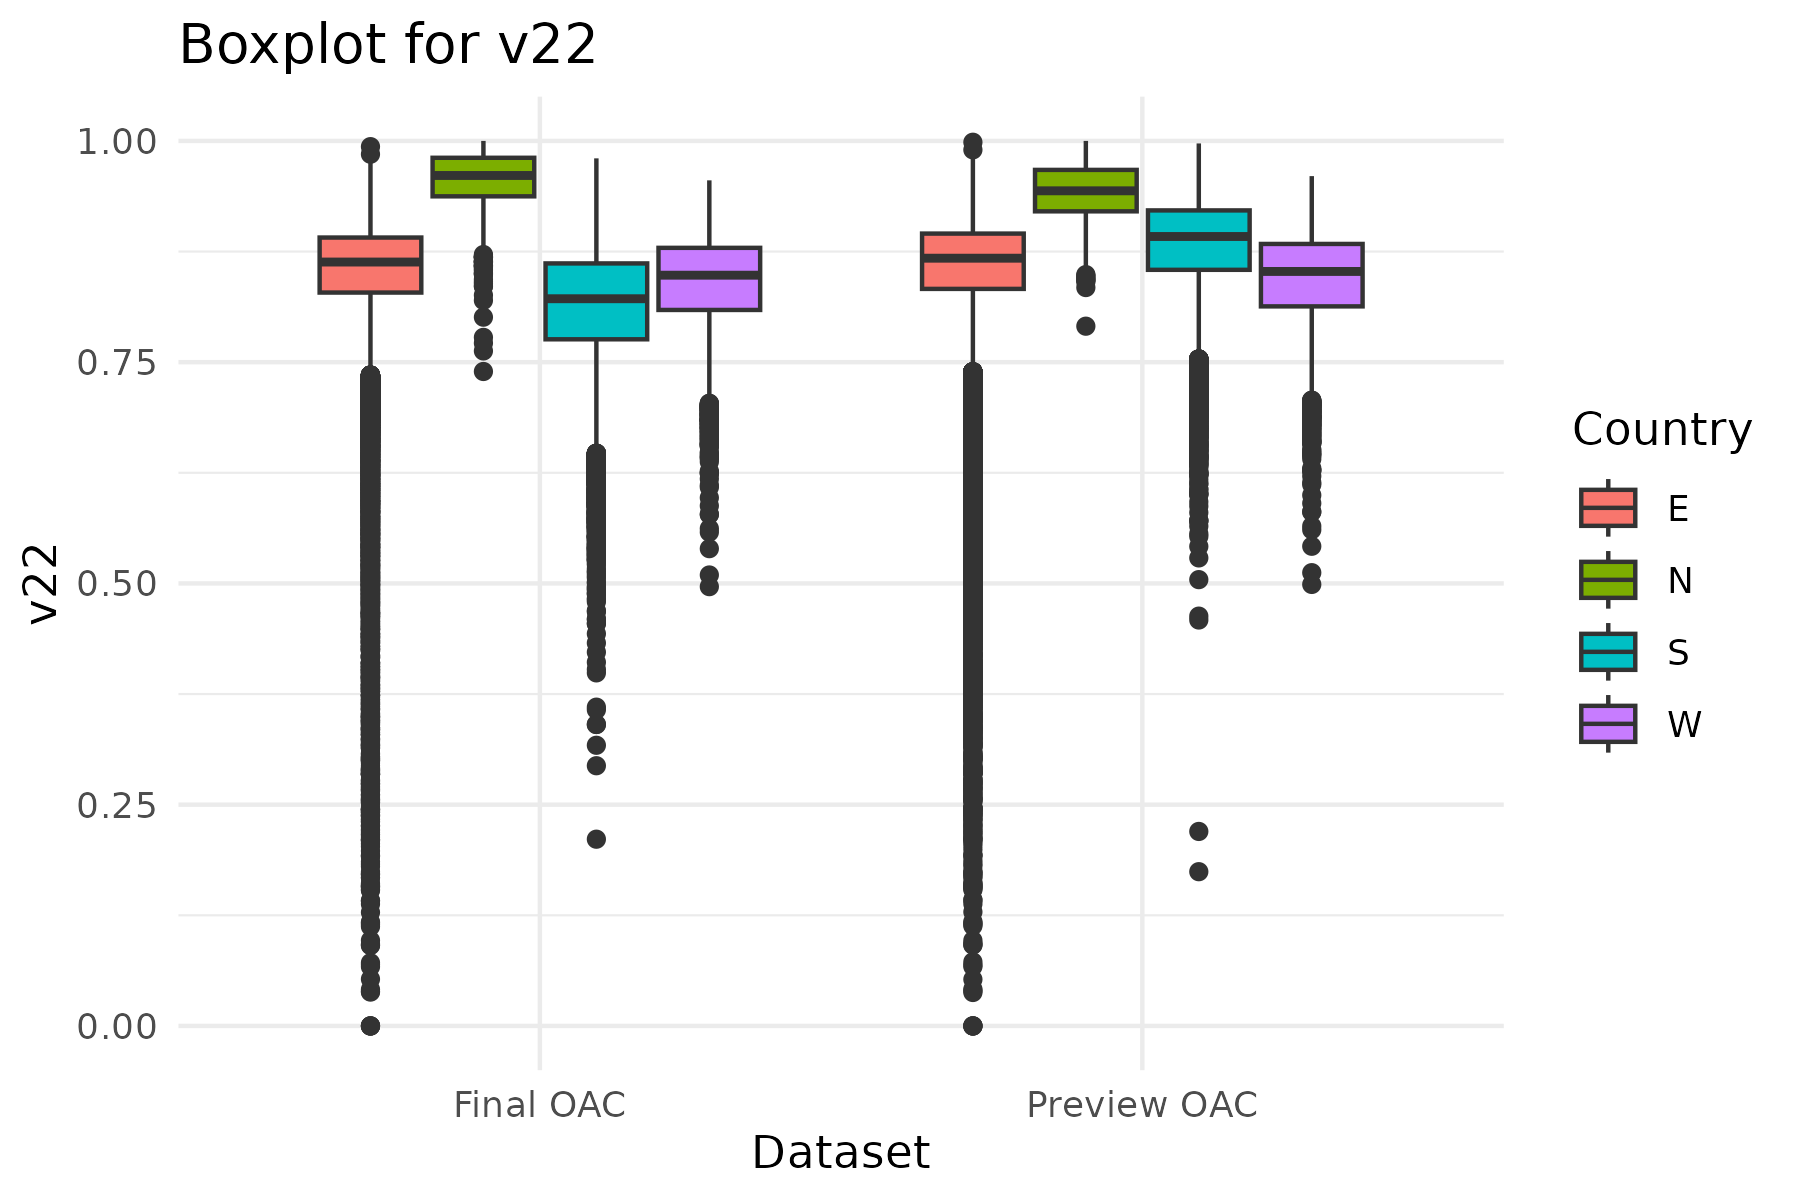 Boxplot for v22
v22
1.00
0.75
0.50
0.25
0.00
Final OAC
Preview OAC
Dataset
Country
E
N
S
W